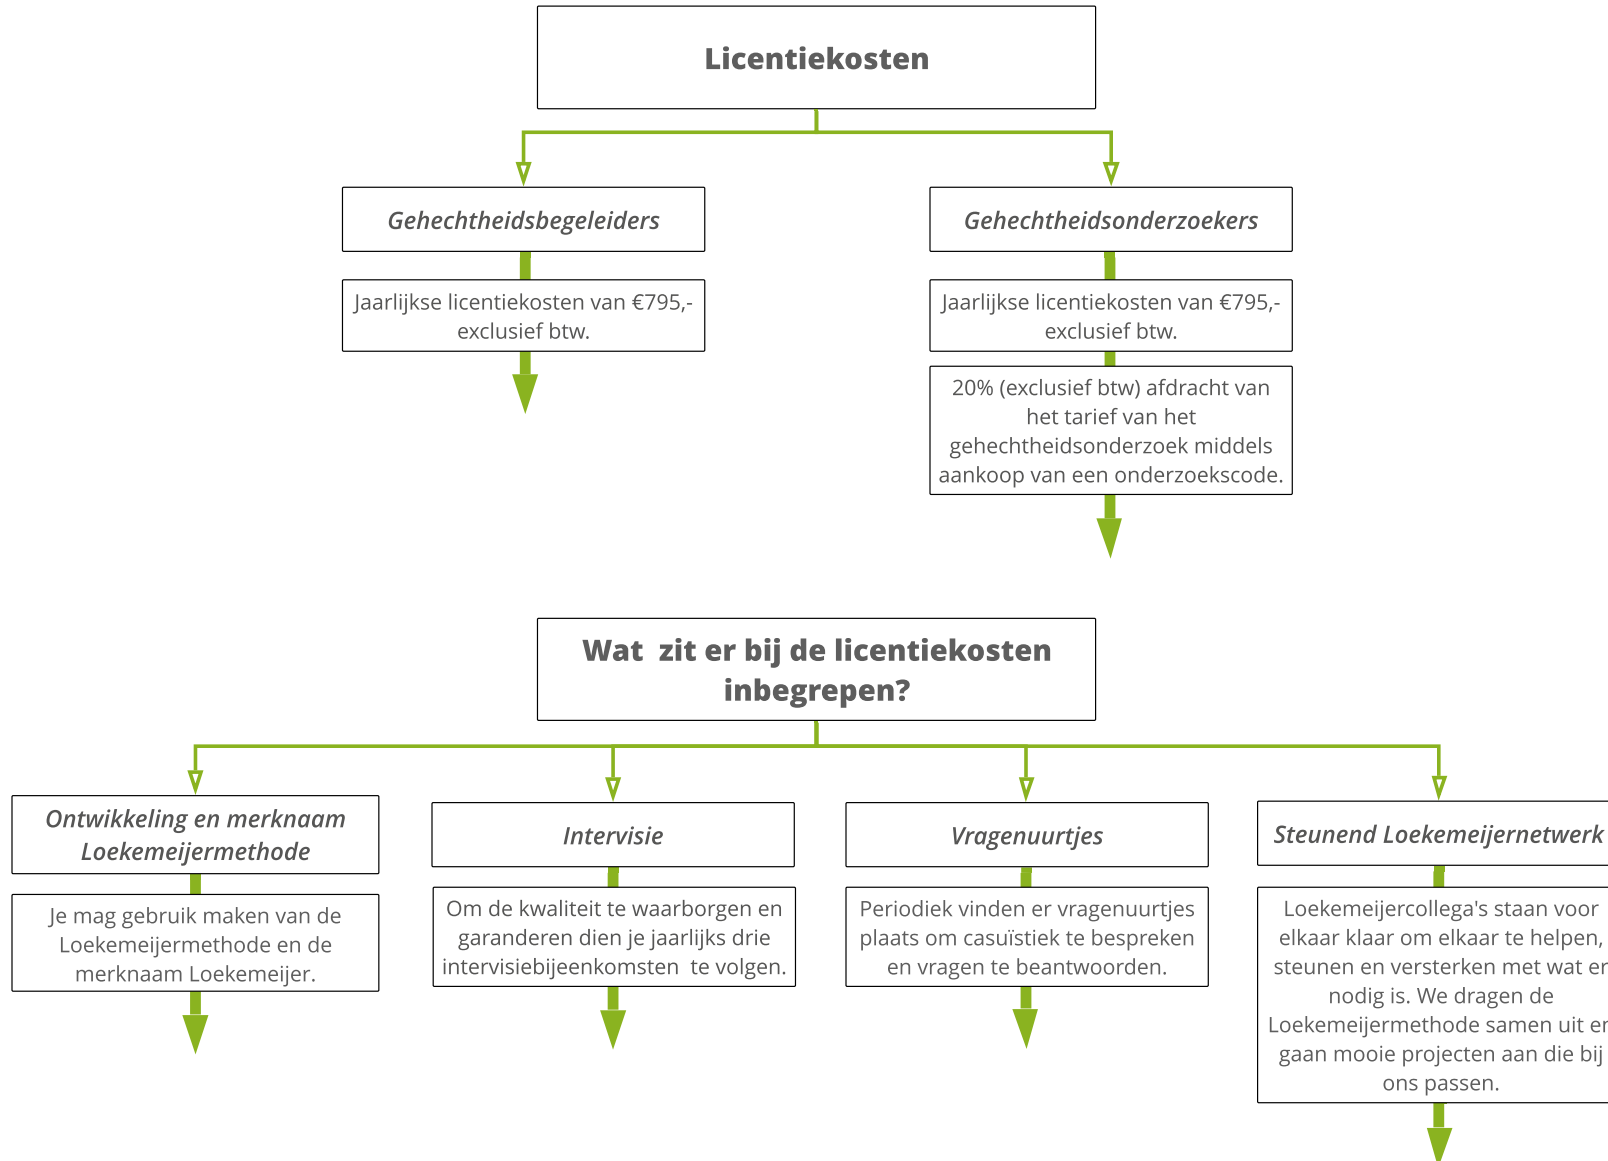 Licentiekosten
Gehechtheidsbegeleiders
Jaarlijkse licentiekosten van €795,-
exclusief btw.
Gehechtheidsonderzoekers
Jaarlijkse licentiekosten van €795,-
exclusief btw.
20% (exclusief btw) afdracht van
het tarief van het
gehechtheidsonderzoek middels
aankoop van een onderzoekscode.
Wat  zit er bij de licentiekosten
inbegrepen?
Ontwikkeling en merknaam
Loekemeijermethode
Je mag gebruik maken van de
Loekemeijermethode en de
merknaam Loekemeijer.
Intervisie
Om de kwaliteit te waarborgen en
garanderen dien je jaarlijks drie
intervisiebijeenkomsten  te volgen.
Vragenuurtjes
Periodiek vinden er vragenuurtjes
plaats om casuïstiek te bespreken
en vragen te beantwoorden.
Steunend Loekemeijernetwerk
Loekemeijercollega's staan voor
elkaar klaar om elkaar te helpen,
steunen en versterken met wat er
nodig is. We dragen de
Loekemeijermethode samen uit en
gaan mooie projecten aan die bij
ons passen.